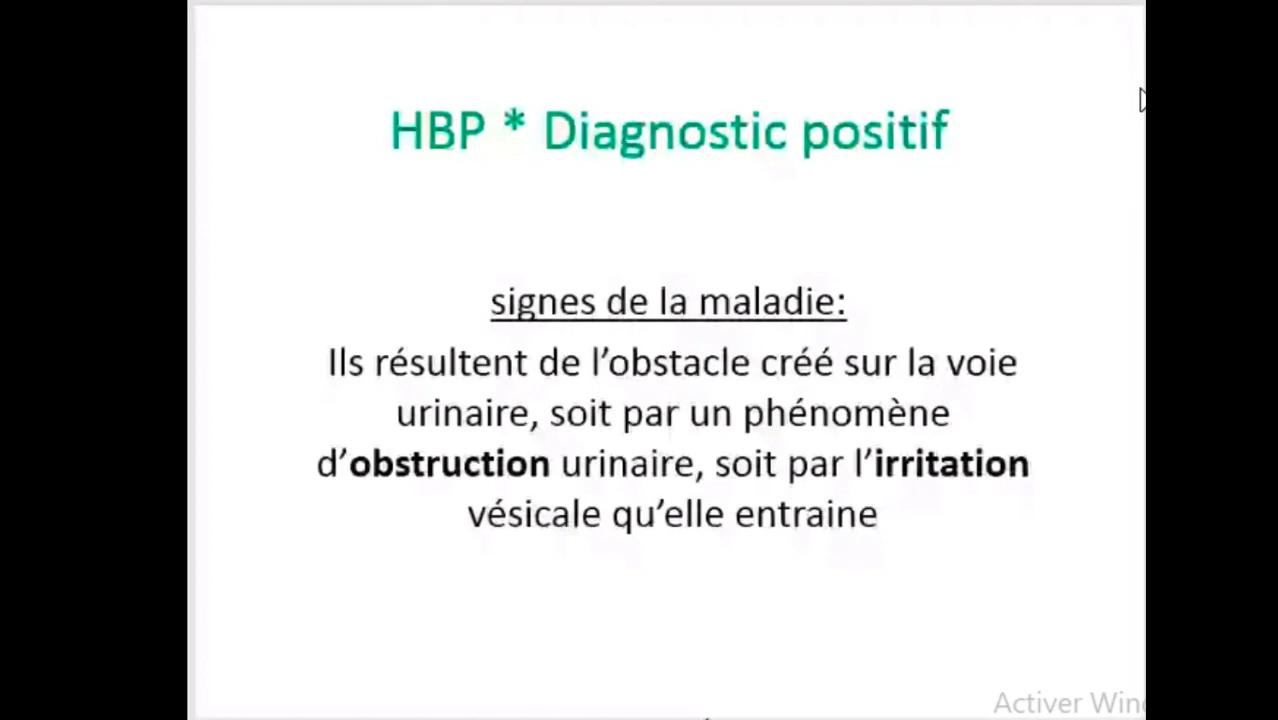 HBP * Diagnostic positif
signes de la maladie:
Ils résultent de l’obstacle créé sur la voie
urinaire, soit par un phénomène
d’obstruction urinaire, soit par l’irritation
vésicale qu’elle entraine
Activer Win